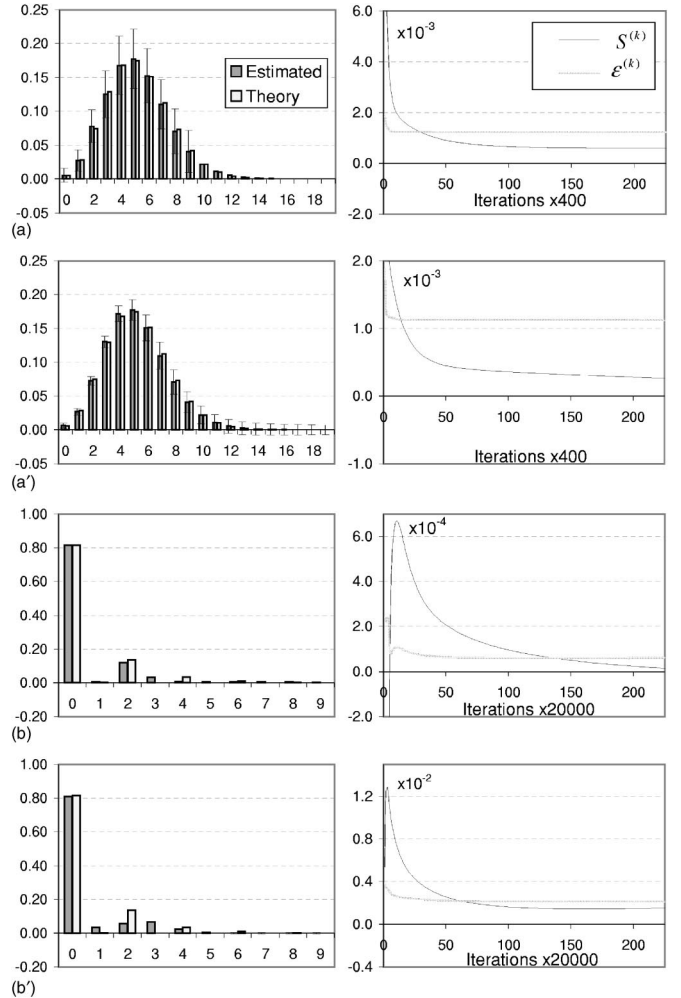 0.25
0.20
0.15
0.10
0.05
0.00
-0.05
0 2 4 6 8 10 12 14 16 18
Estimated
Theory
(a)
6.0
4.0
2.0
0.0
-2.0
x10-3
S(k)
ε(k)
50 100 150 200
Iterations x400
0.25
0.20
0.15
0.10
0.05
0.00
-0.05
0 2 4 6 8 10 12 14 16 18
(a′)
2.0
1.0
0.0
-1.0
x10-3
50 100 150 200
Iterations x400
1.00
0.80
0.60
0.40
0.20
0.00
-0.20
0 1 2 3 4 5 6 7 8 9
(b)
6.0
4.0
2.0
0.0
-2.0
x10-4
50 100 150 200
Iterations x20000
1.00
0.80
0.60
0.40
0.20
0.00
-0.20
0 1 2 3 4 5 6 7 8 9
(b′)
1.2
0.8
0.4
0.0
-0.4
x10-2
50 100 150 200
Iterations x20000